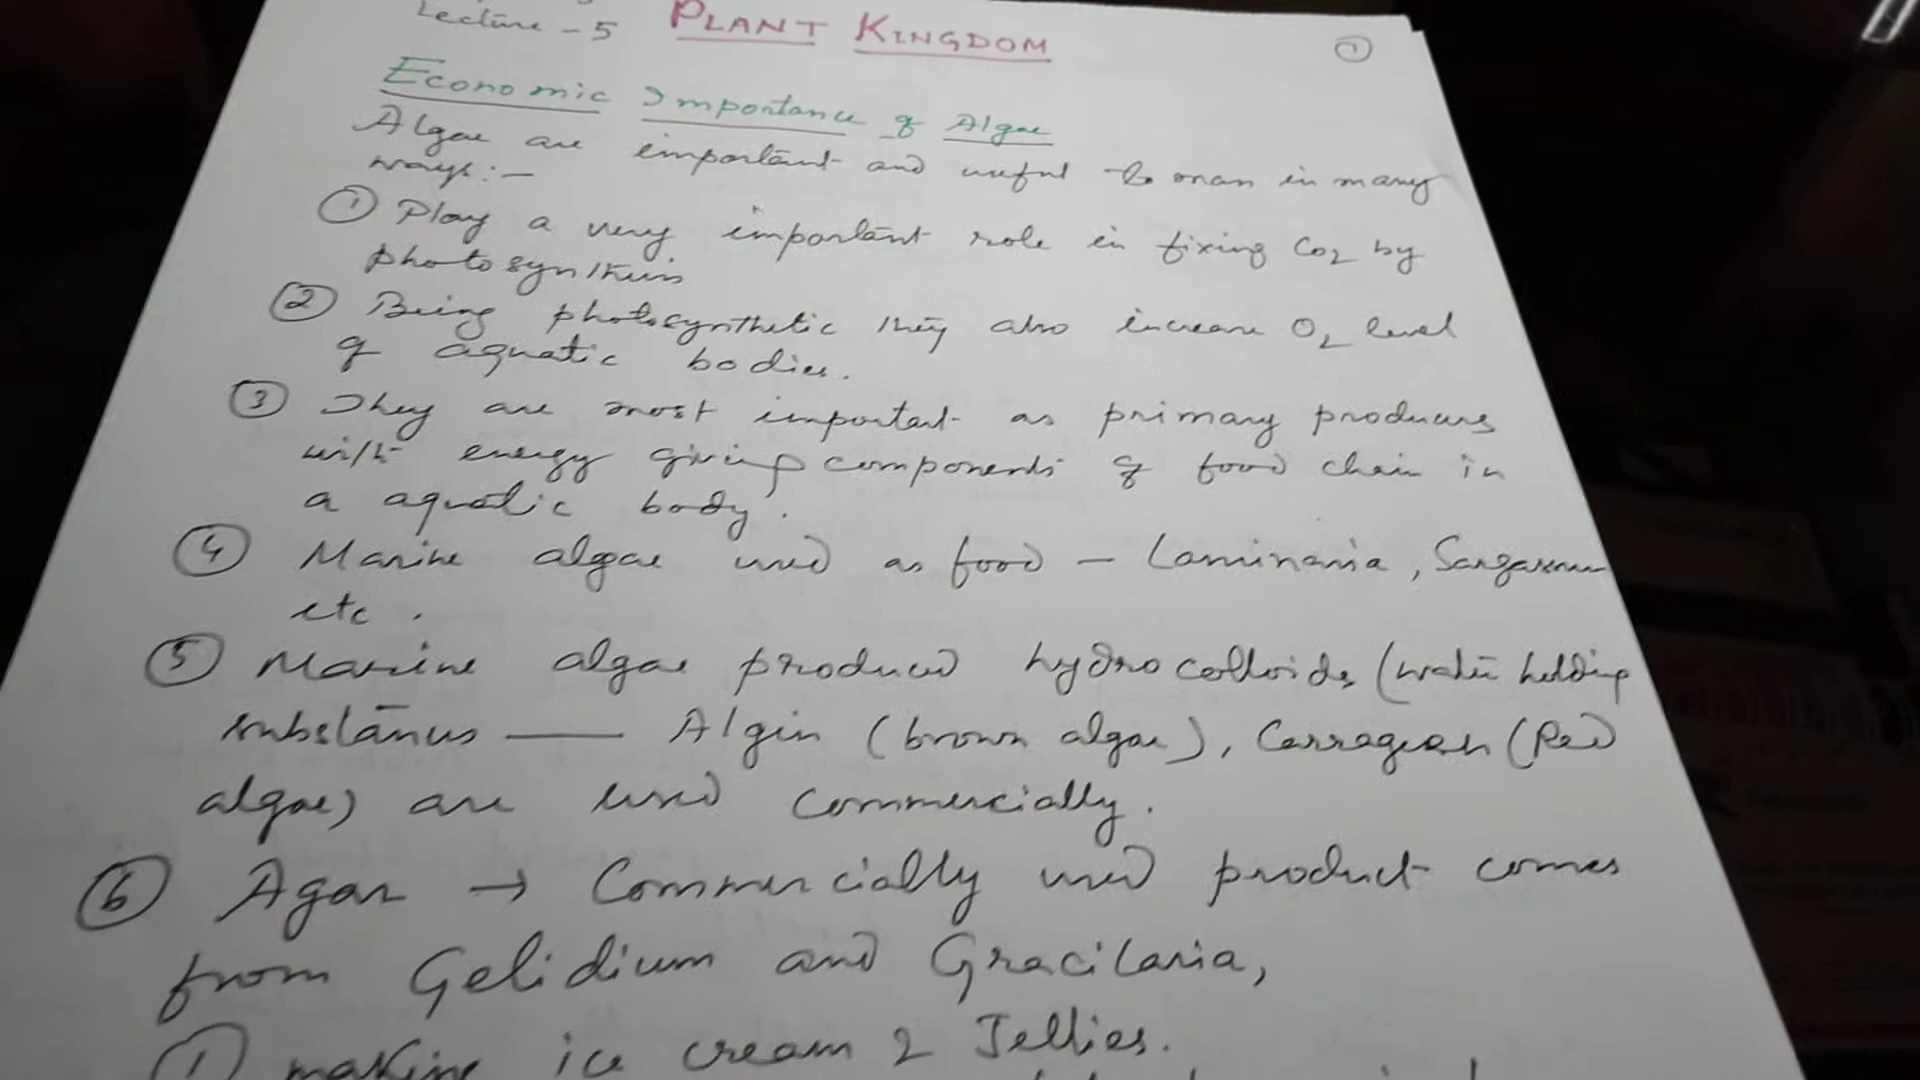 Lecture - 5 PLANT KINGDOM ①
Economic Importance of Algae
Algae are important and useful to man in many
ways:-
① Play a very important role in fixing CO2 by
photosynthesis
② Being photosynthetic they also increase O2 level
of aquatic bodies.
③ They are most important as primary producers
with energy giving components of food chain in
a aquatic body.
④ Marine algae used as food - Laminaria, Sargassum
etc.
⑤ Marine algae produced hydrocolloids (water holding
substances — Algin (brown algae), Carragean (Red
algae) are used commercially.
⑥ Agar → Commercially used product comes
from Gelidium and Gracilaria,
① making ice cream & Jellies.